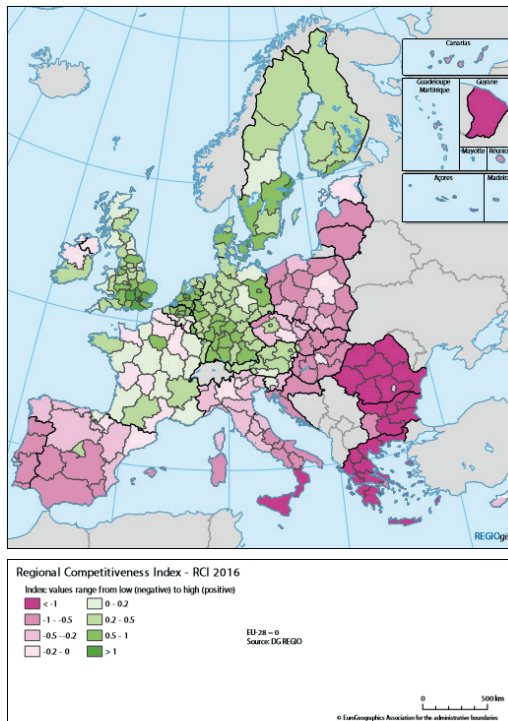 Canarias
Guadeloupe
Martinique
Guyane
Mayotte
Réunion
Açores
Madeira
REGIOgis
Regional Competitiveness Index - RCI 2016
Index: values range from low (negative) to high (positive)
< -1
-1 - -0.5
-0.5 - -0.2
-0.2 - 0
0 - 0.2
0.2 - 0.5
0.5 - 1
> 1
EU-28 = 0
Source: DG REGIO
0
500 km
© EuroGeographics Association for the administrative boundaries